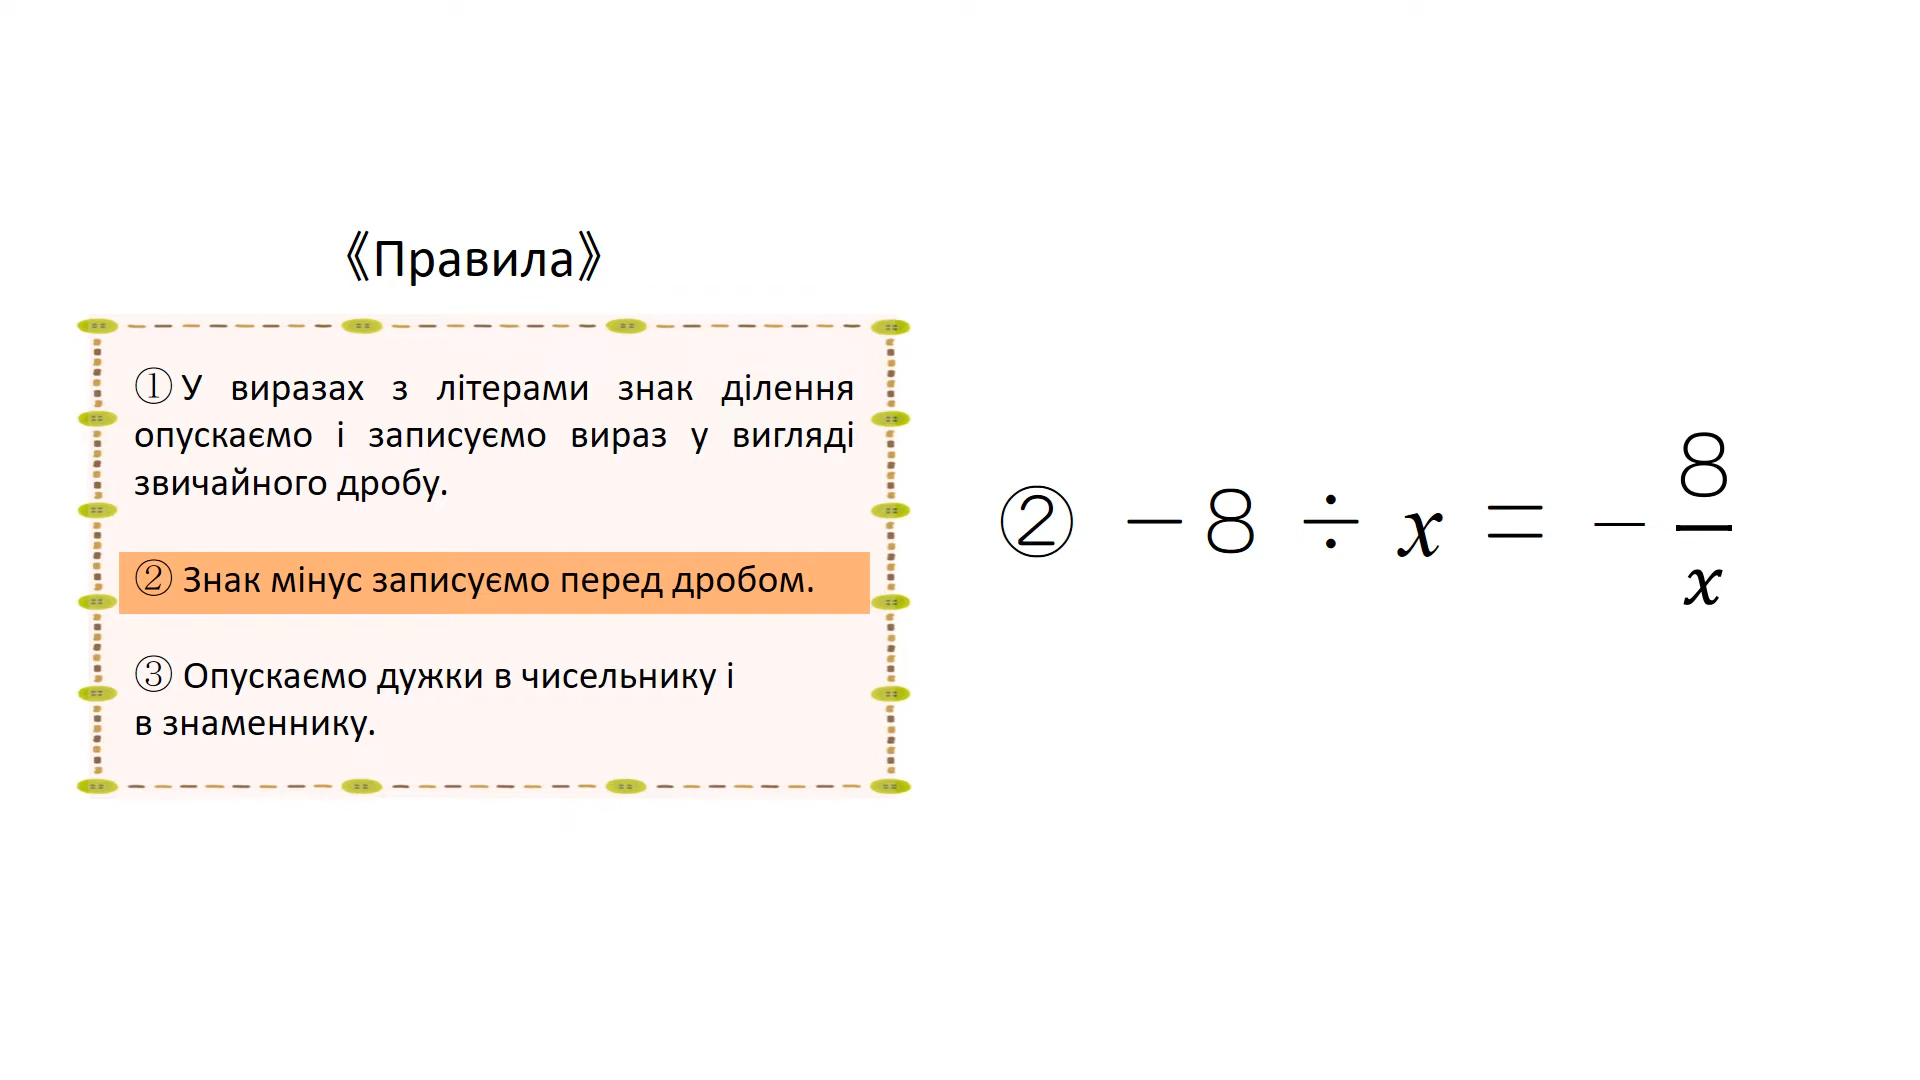 《Правила》
① У виразах з літерами знак ділення
опускаємо і записуємо вираз у вигляді
звичайного дробу.
② Знак мінус записуємо перед дробом.
③ Опускаємо дужки в чисельнику і
в знаменнику.
② −8 ÷ x = − 8/x